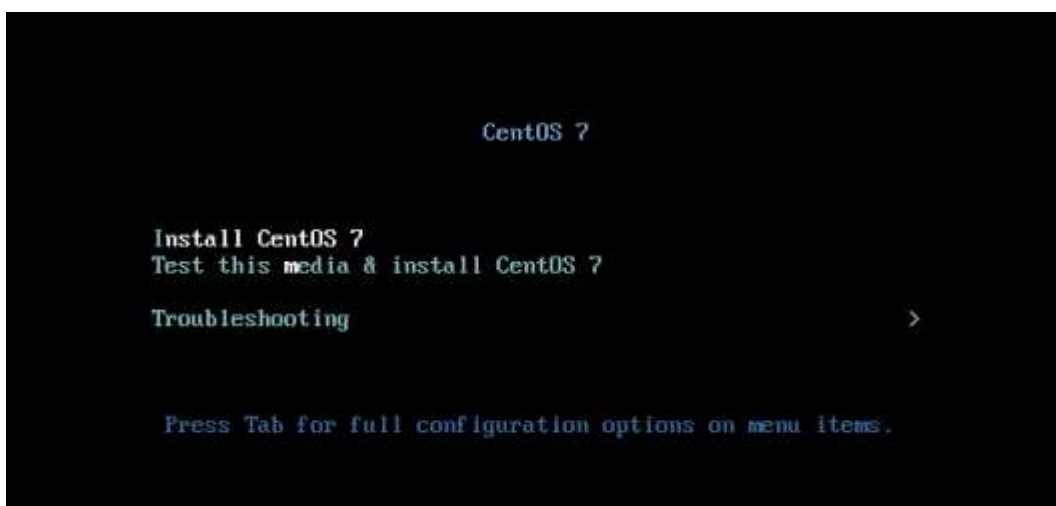 CentOS 7
Install CentOS 7
Test this media & install CentOS 7
Troubleshooting >
Press Tab for full configuration options on menu items.